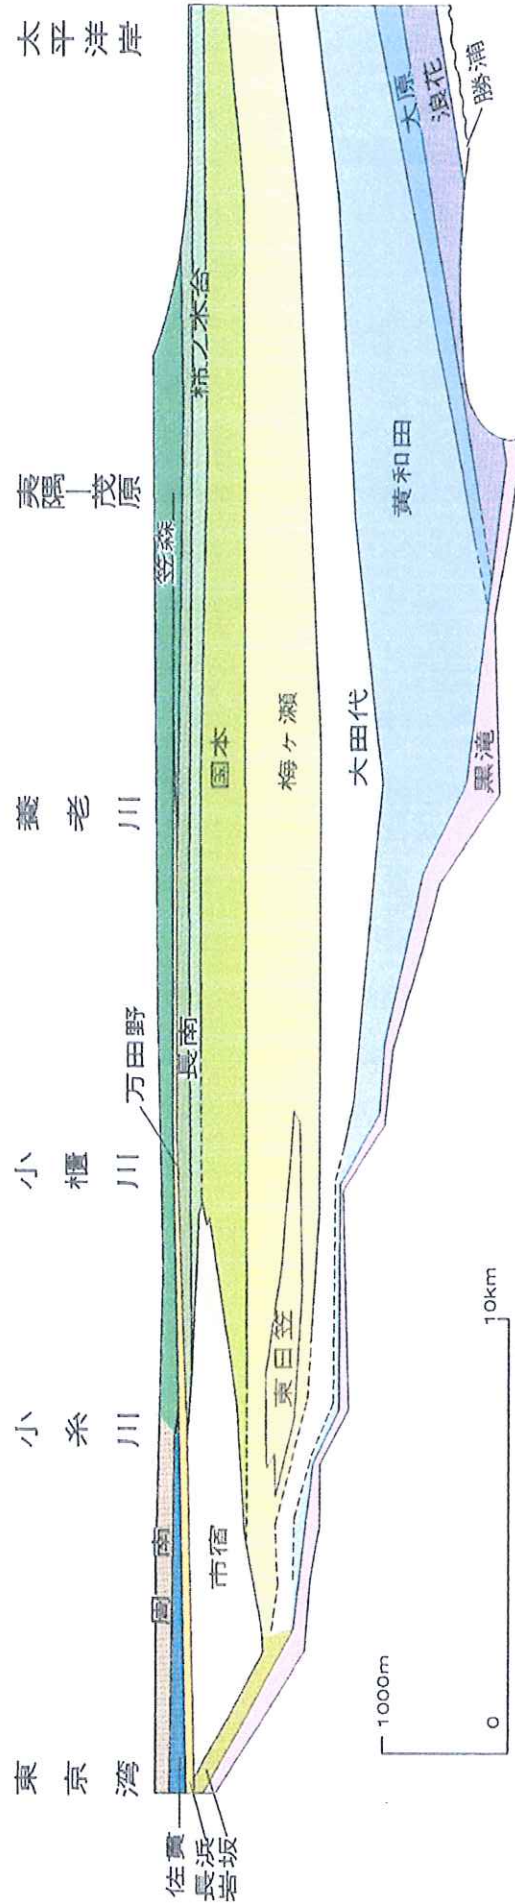 東京湾
小糸川
小櫃川
養老川
夷隅―茂原
太平洋岸
佐貫
長浜
岩坂
周南
市宿
東日笠
万田野
長南
笠森
柿ノ木台
国本
梅ヶ瀬
大田代
黄和田
黒滝
大原
浪花
勝浦
1000m
0
10km